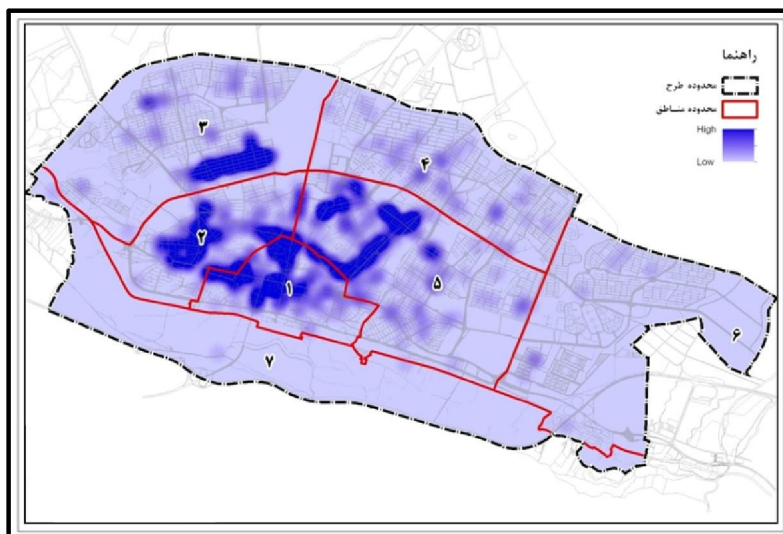 راهنما
محدوده طرح
محدوده مناطق
High
Low
۳
۴
۲
۱
۵
۶
۷